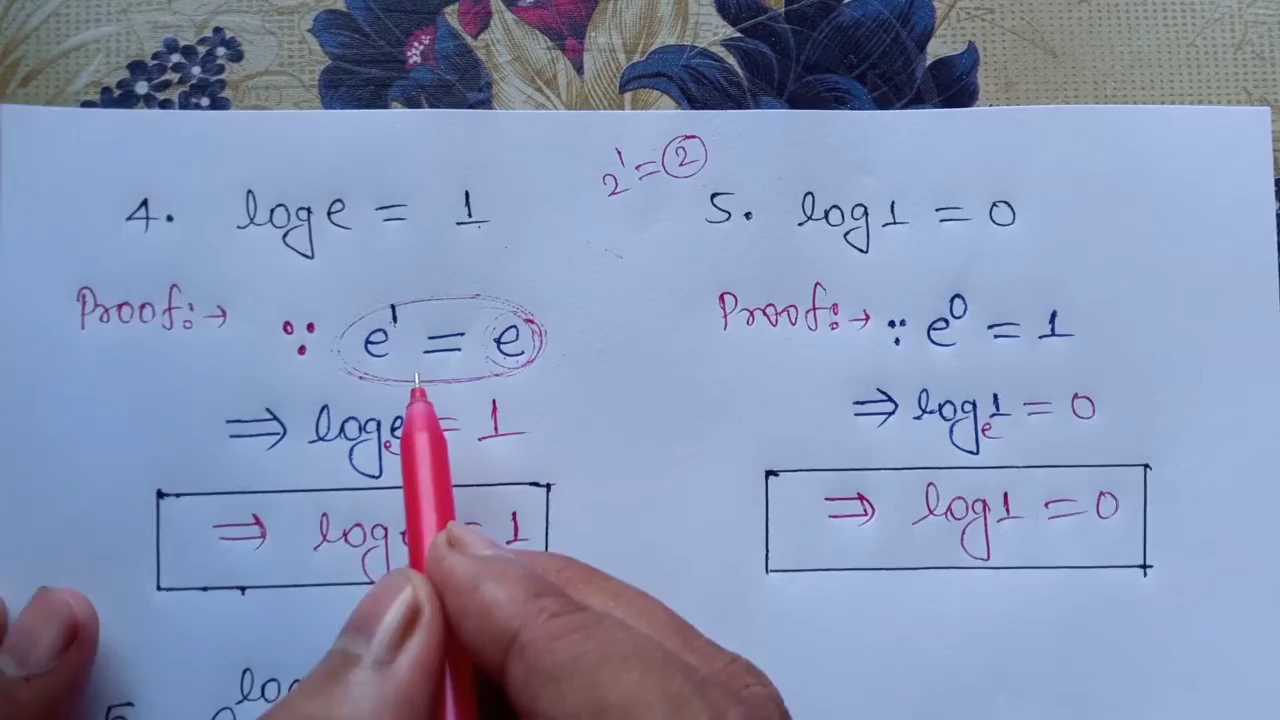 2¹ = 2
4. log e = 1
Proof:→
∵ e¹ = e
⇒ logₑe = 1
⇒ log = 1
5. log 1 = 0
Proof:→ ∵ e⁰ = 1
⇒ logₑ1 = 0
⇒ log 1 = 0